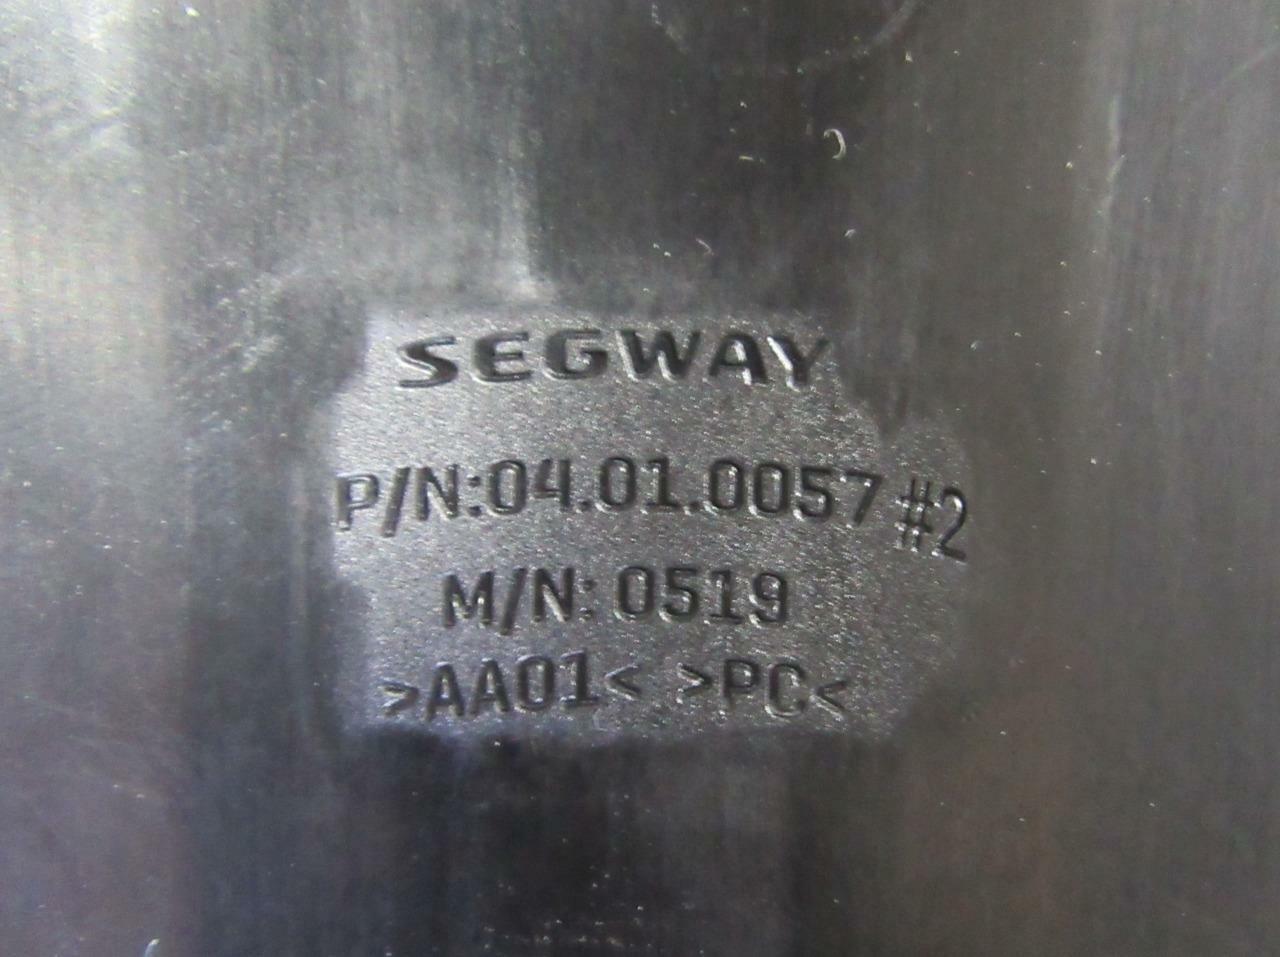 SEGWAY
P/N:04.01.0057 #2
M/N: 0519
>AA01< >PC<